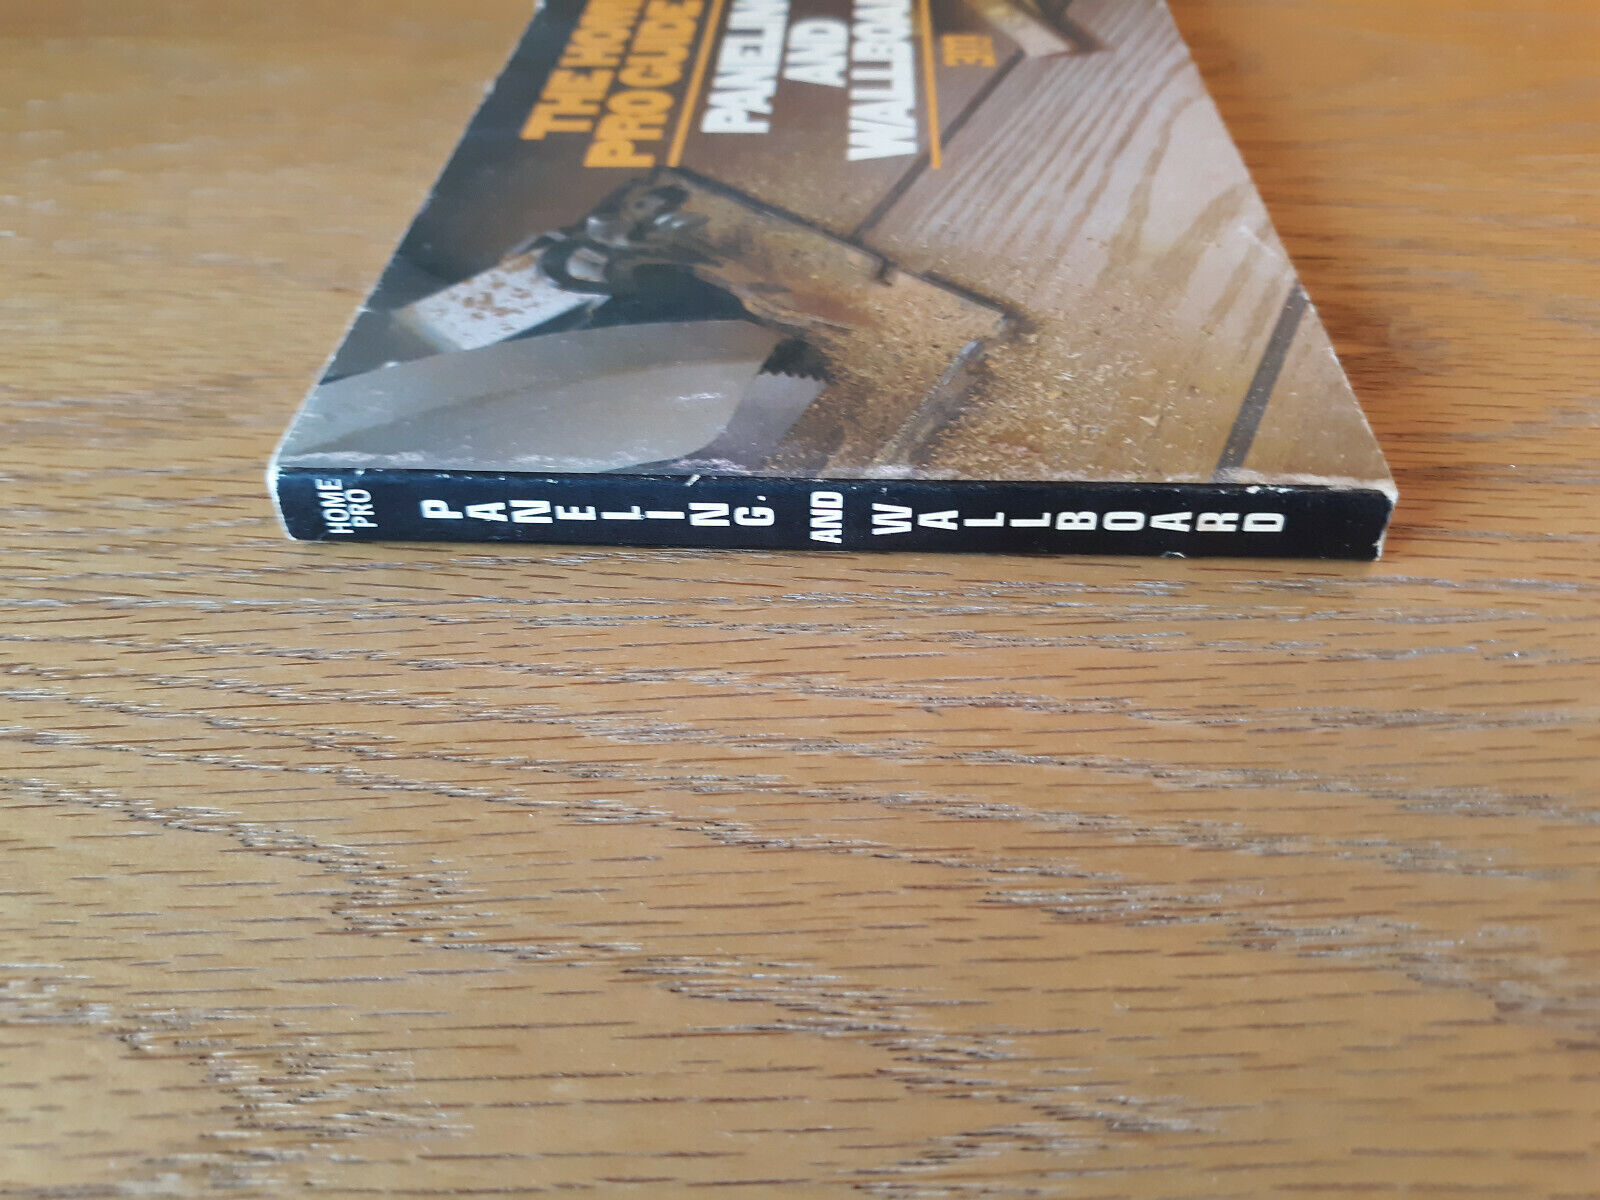 THE HOME
PRO GUIDE
PANELING
AND
WALLBOARD
HOME
PRO
PANELING
AND
WALLBOARD